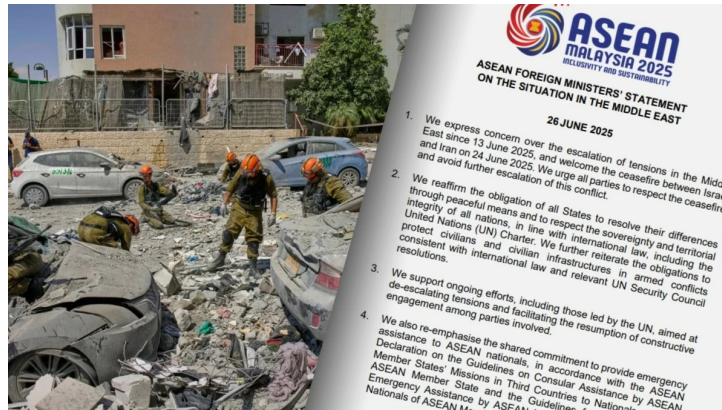 ASEAN
MALAYSIA 2025
INCLUSIVITY AND SUSTAINABILITY
ASEAN FOREIGN MINISTERS' STATEMENT
ON THE SITUATION IN THE MIDDLE EAST
26 JUNE 2025
1. We express concern over the escalation of tensions in the Midd
East since 13 June 2025, and welcome the ceasefire between Isra
and Iran on 24 June 2025. We urge all parties to respect the ceasefire
and avoid further escalation of this conflict.
2. We reaffirm the obligation of all States to resolve their differences
through peaceful means and to respect the sovereignty and territorial
integrity of all nations, in line with international law, including the
United Nations (UN) Charter. We further reiterate the obligations to
protect civilians and civilian infrastructures in armed conflicts
consistent with international law and relevant UN Security Council
resolutions.
3. We support ongoing efforts, including those led by the UN, aimed at
de-escalating tensions and facilitating the resumption of constructive
engagement among parties involved.
4. We also re-emphasise the shared commitment to provide emergency
assistance to ASEAN nationals, in accordance with the ASEAN
Declaration on the Guidelines on Consular Assistance by ASEAN
Member States' Missions in Third Countries to Nationals
ASEAN Member State and the Guidelines
Emergency Assistance by ASEAN
Nationals of ASEAN